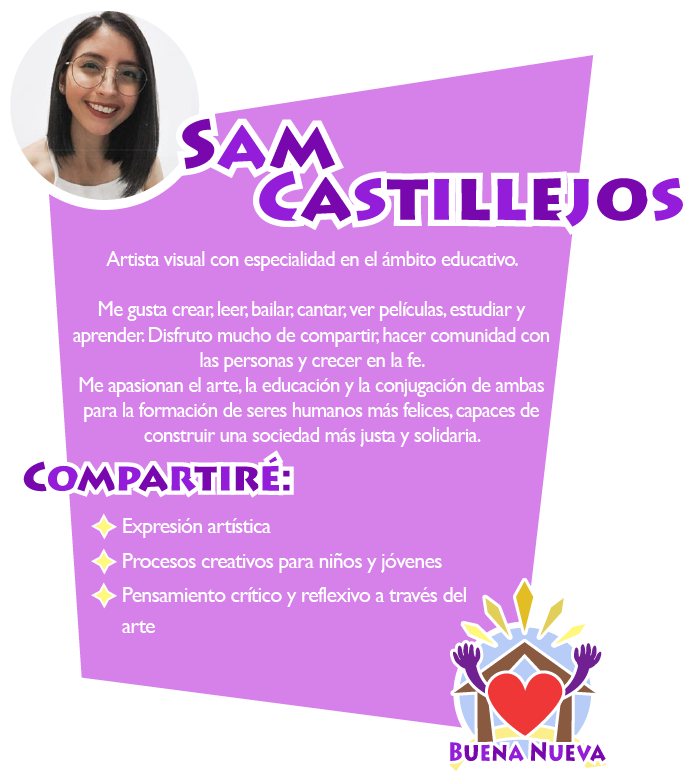 SAM
CASTILLEJOS
Artista visual con especialidad en el ámbito educativo.
Me gusta crear, leer, bailar, cantar, ver películas, estudiar y
aprender. Disfruto mucho de compartir, hacer comunidad con
las personas y crecer en la fe.
Me apasionan el arte, la educación y la conjugación de ambas
para la formación de seres humanos más felices, capaces de
construir una sociedad más justa y solidaria.
COMPARTIRÉ:
Expresión artística
Procesos creativos para niños y jóvenes
Pensamiento crítico y reflexivo a través del
arte
BUENA NUEVA